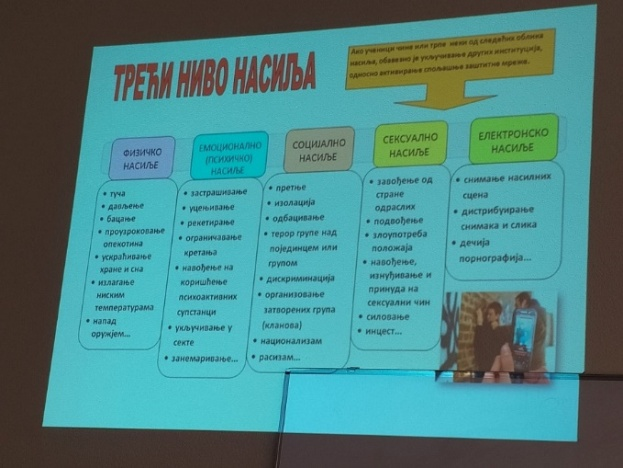 ТРЕЋИ НИВО НАСИЉА
Ако ученици чине или трпе неки од следећих облика
насиље, обавезно је укључивање других институција,
односно активирање спољашње заштитне мреже.
ФИЗИЧКО
НАСИЉЕ
• туча
• дављење
• бацање
• проузроковање
опекотина
• ускраћивање
хране и сна
• излагање
ниским
температурама
• напад
оружјем...
ЕМОЦИОНАЛНО
(ПСИХИЧКО)
НАСИЉЕ
• застрашивање
• уцењивање
• рекетирање
• ограничавање
кретања
• навођење на
коришћење
психоактивних
супстанци
• укључивање у
секте
• занемаривање...
СОЦИЈАЛНО
НАСИЉЕ
• претње
• изолација
• одбацивање
• терор групе над
појединцем или
групом
• дискриминација
• организовање
затворених група
(кланова)
• национализам
• расизам...
СЕКСУАЛНО
НАСИЉЕ
• завођење од
стране
одраслих
• подвођење
• злоупотреба
положаја
• навођење,
изнуђивање и
принуда на
сексуални чин
• силовање
• инцест...
ЕЛЕКТРОНСКО
НАСИЉЕ
• снимање насилних
сцена
• дистрибуирање
снимака и слика
• дечија
порнографија...